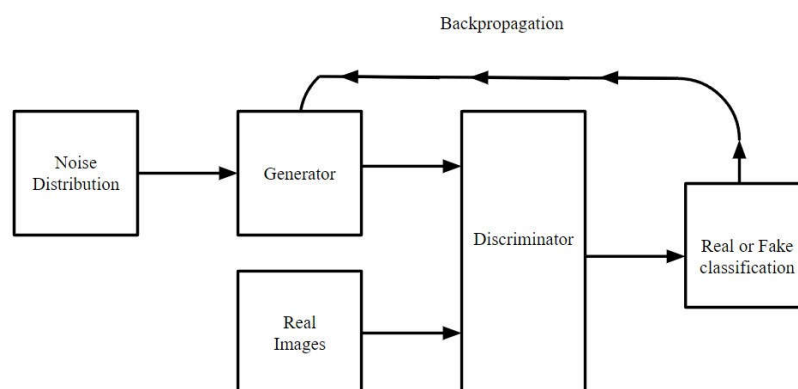 Backpropagation
Noise
Distribution
Generator
Discriminator
Real or Fake
classification
Real
Images